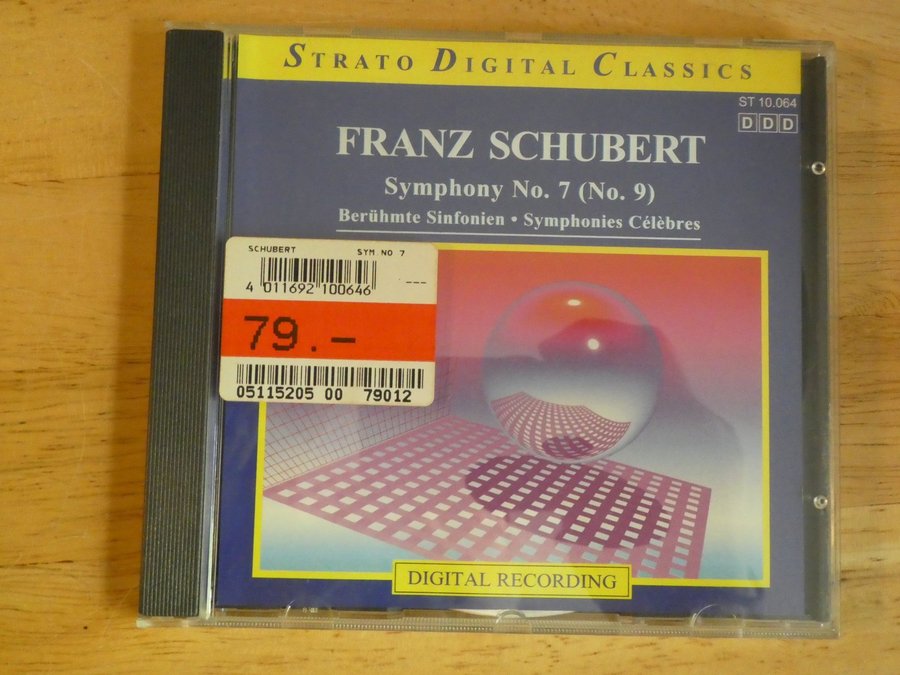 STRATO DIGITAL CLASSICS
ST 10.064
DDD
FRANZ SCHUBERT
Symphony No. 7 (No. 9)
Berühmte Sinfonien • Symphonies Célèbres
SCHUBERT SYM NO 7
4 011692 100646 ---
79.-
05115205 00 79012
DIGITAL RECORDING